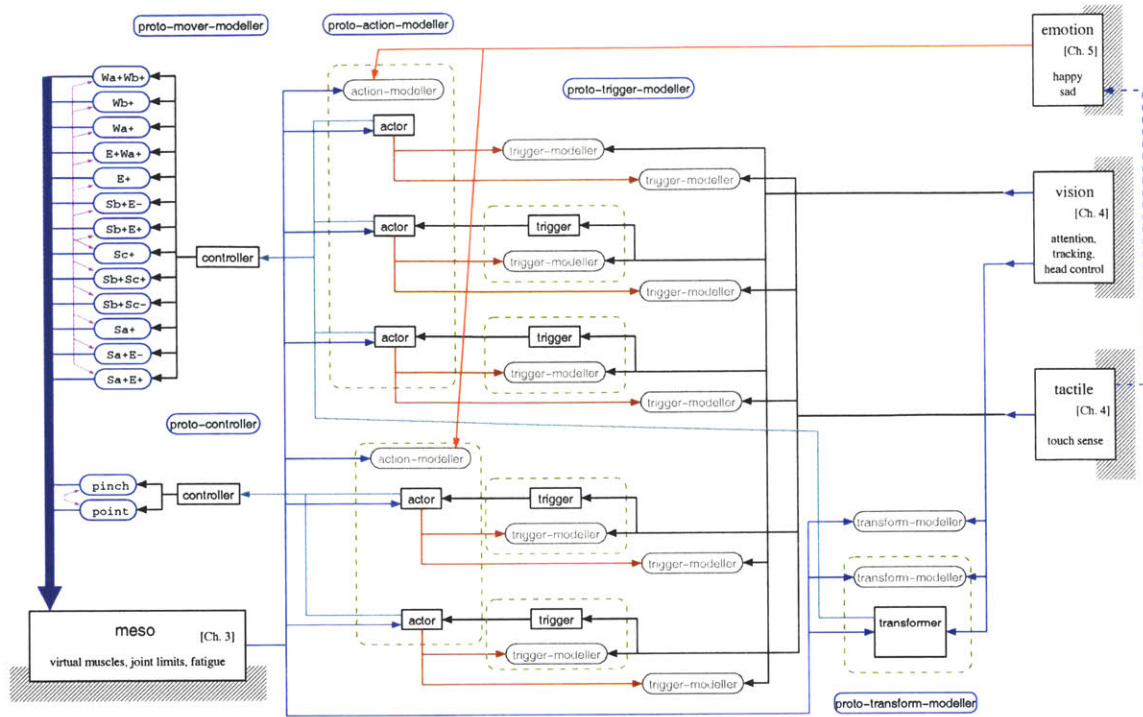 proto-mover-modeller
proto-action-modeller
emotion
[Ch. 5]
happy
sad
Wa+Wb+
Wb+
Wa+
E+Wa+
E+
Sb+E-
Sb+E+
Sc+
Sb+Sc+
Sb+Sc-
Sa+
Sa+E-
Sa+E+
controller
action-modeller
proto-trigger-modeller
actor
trigger-modeller
trigger-modeller
actor
trigger
trigger-modeller
trigger-modeller
actor
trigger
trigger-modeller
trigger-modeller
vision
[Ch. 4]
attention,
tracking,
head control
tactile
[Ch. 4]
touch sense
proto-controller
pinch
point
controller
action-modeller
actor
trigger
trigger-modeller
trigger-modeller
actor
trigger
trigger-modeller
trigger-modeller
transform-modeller
transform-modeller
transformer
proto-transform-modeller
meso
[Ch. 3]
virtual muscles, joint limits, fatigue